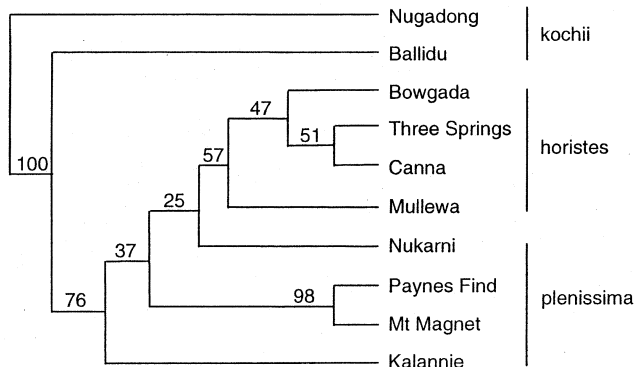 Nugadong
kochii
Ballidu
Bowgada
47
Three Springs
51
horistes
57
Canna
100
25
Mullewa
37
Nukarni
76
98
Paynes Find
plenissima
Mt Magnet
Kalannie